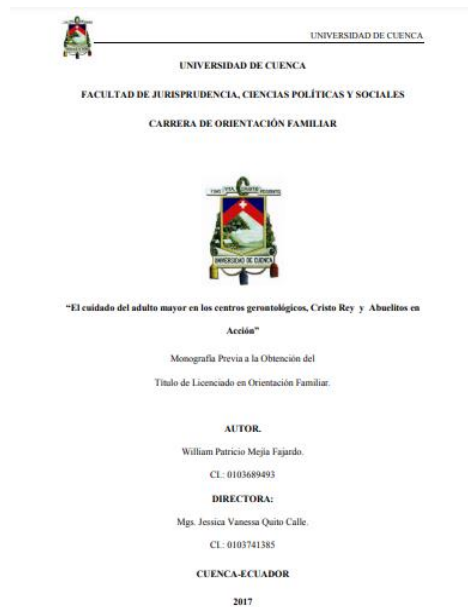 UNIVERSIDAD DE CUENCA
UNIVERSIDAD DE CUENCA
FACULTAD DE JURISPRUDENCIA, CIENCIAS POLÍTICAS Y SOCIALES
CARRERA DE ORIENTACIÓN FAMILIAR
UNIVERSIDAD DE CUENCA
“El cuidado del adulto mayor en los centros gerontológicos, Cristo Rey y Abuelitos en
Acción”
Monografía Previa a la Obtención del
Título de Licenciado en Orientación Familiar.
AUTOR.
William Patricio Mejía Fajardo.
CI.: 0103689493
DIRECTORA:
Mgs. Jessica Vanessa Quito Calle.
CI.: 0103741385
CUENCA-ECUADOR
2017